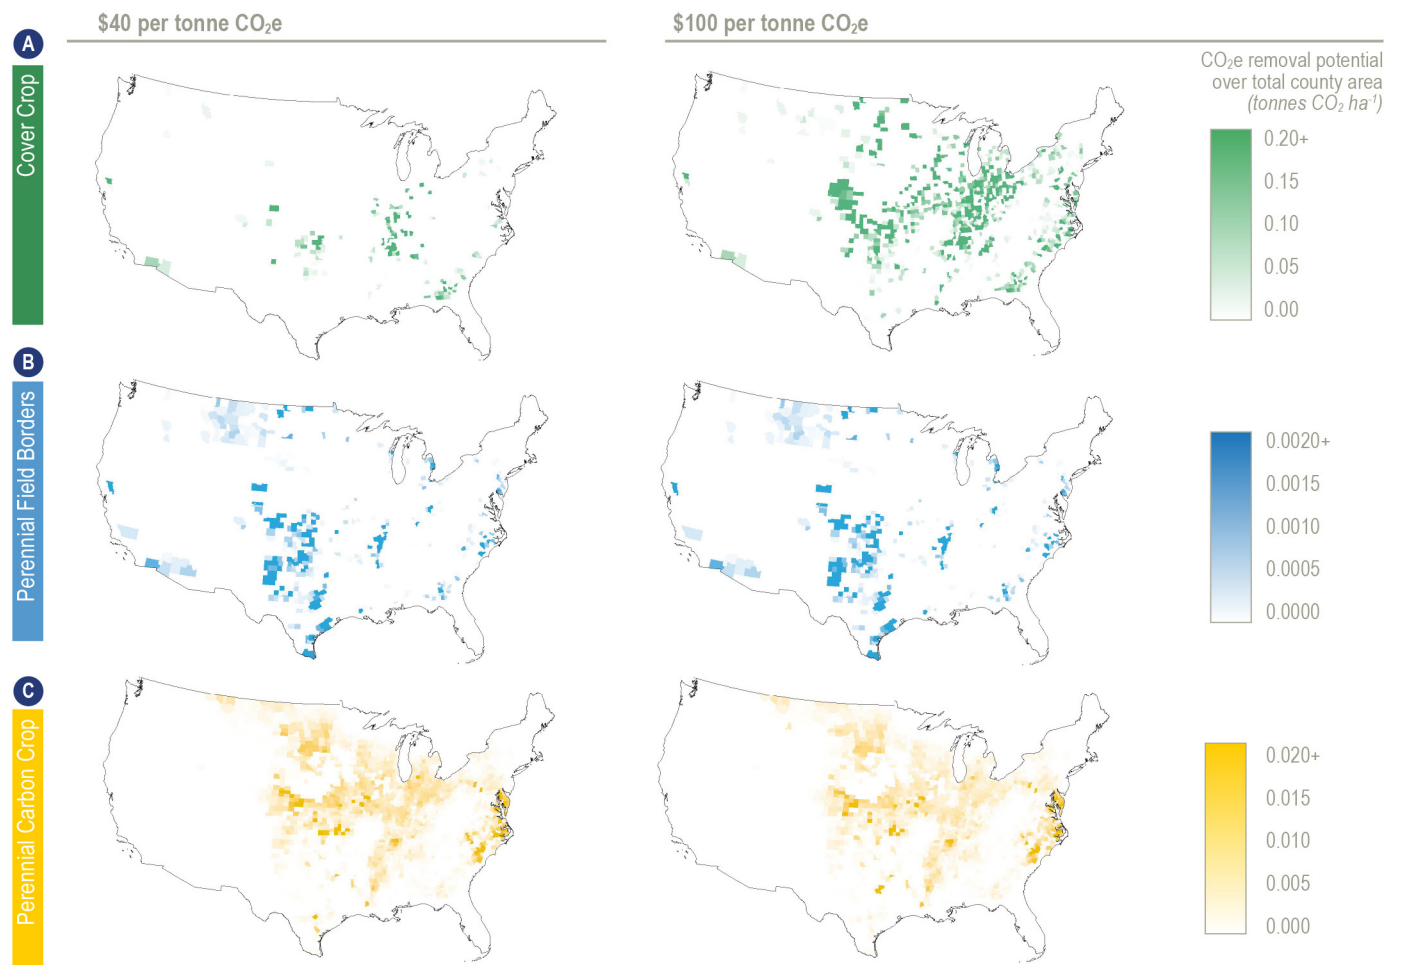 $40 per tonne CO₂e
$100 per tonne CO₂e
A
Cover Crop
CO₂e removal potential
over total county area
(tonnes CO₂ ha⁻¹)
0.20+
0.15
0.10
0.05
0.00
B
Perennial Field Borders
0.0020+
0.0015
0.0010
0.0005
0.0000
C
Perennial Carbon Crop
0.020+
0.015
0.010
0.005
0.000